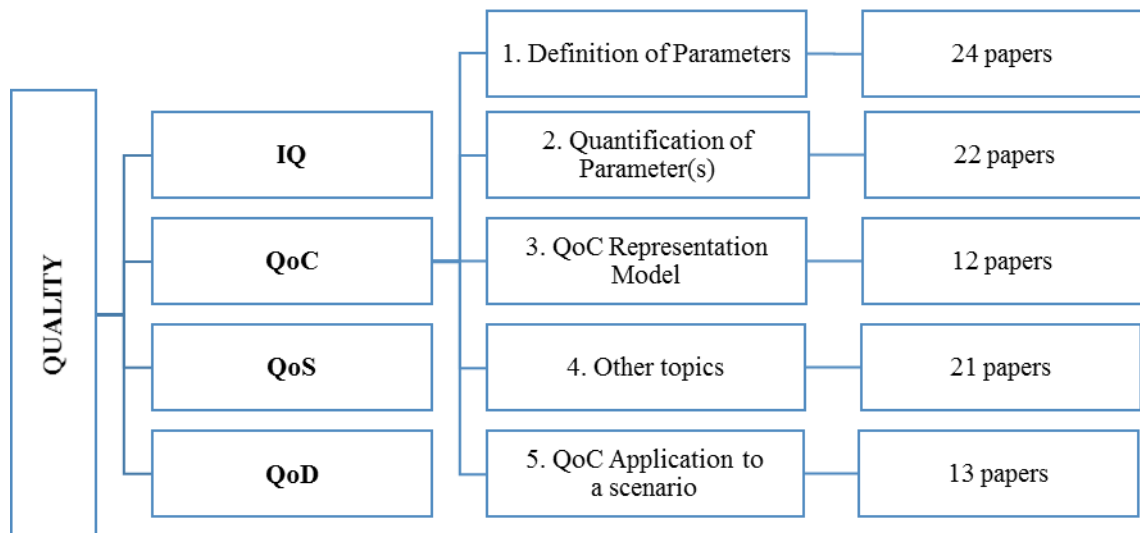 QUALITY
IQ
QoC
QoS
QoD
1. Definition of Parameters
24 papers
2. Quantification of
Parameter(s)
22 papers
3. QoC Representation
Model
12 papers
4. Other topics
21 papers
5. QoC Application to
a scenario
13 papers